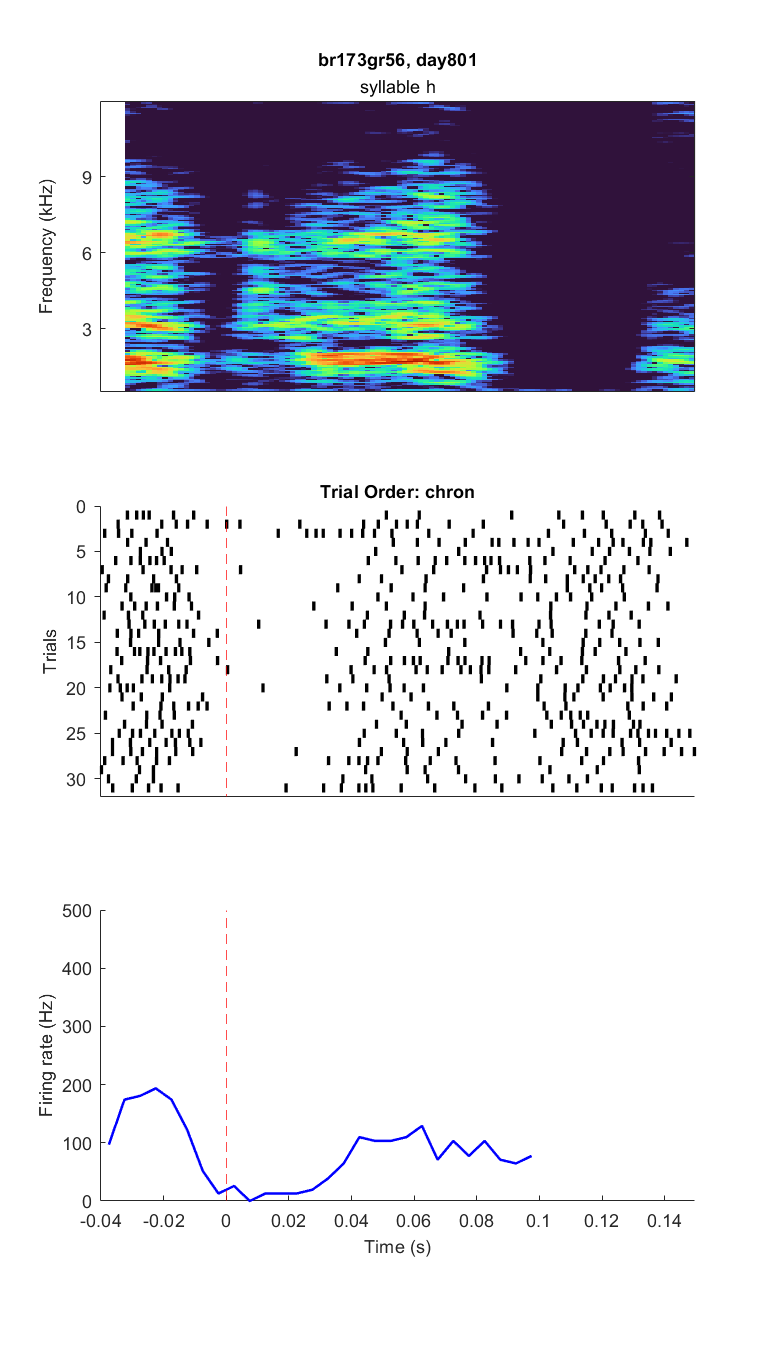 br173gr56, day801
syllable h
9
6
3
Frequency (kHz)
Trial Order: chron
0
5
10
15
20
25
30
Trials
500
400
300
200
100
0
Firing rate (Hz)
-0.04 -0.02 0 0.02 0.04 0.06 0.08 0.1 0.12 0.14
Time (s)